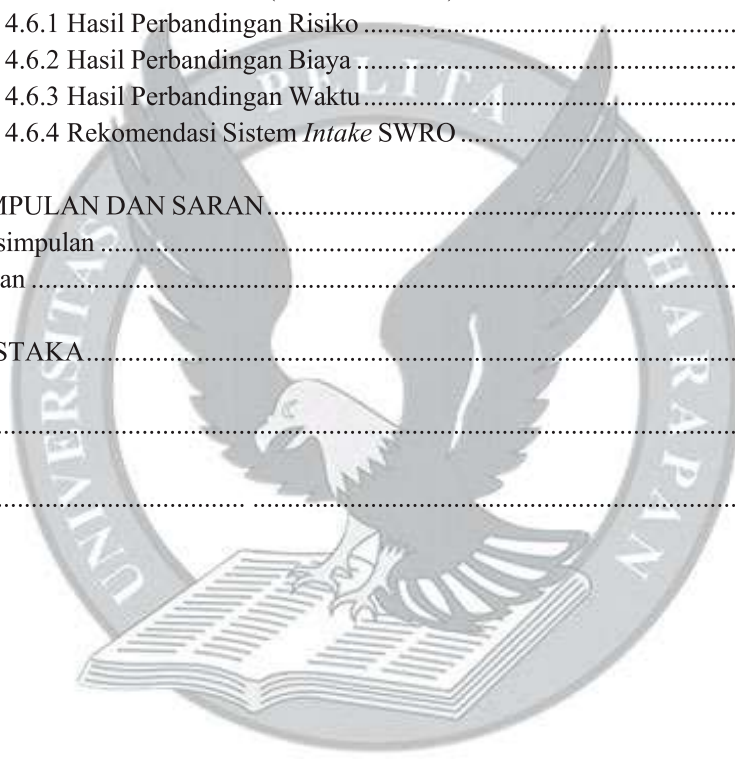 4.6.1 Hasil Perbandingan Risiko ..........................................................
4.6.2 Hasil Perbandingan Biaya ...........................................................
4.6.3 Hasil Perbandingan Waktu..........................................................
4.6.4 Rekomendasi Sistem Intake SWRO ..........................................
MPULAN DAN SARAN.................................................................... ....
simpulan ...........................................................................................
an .....................................................................................................
STAKA..............................................................................................
UNIVERSITAS PELITA HARAPAN